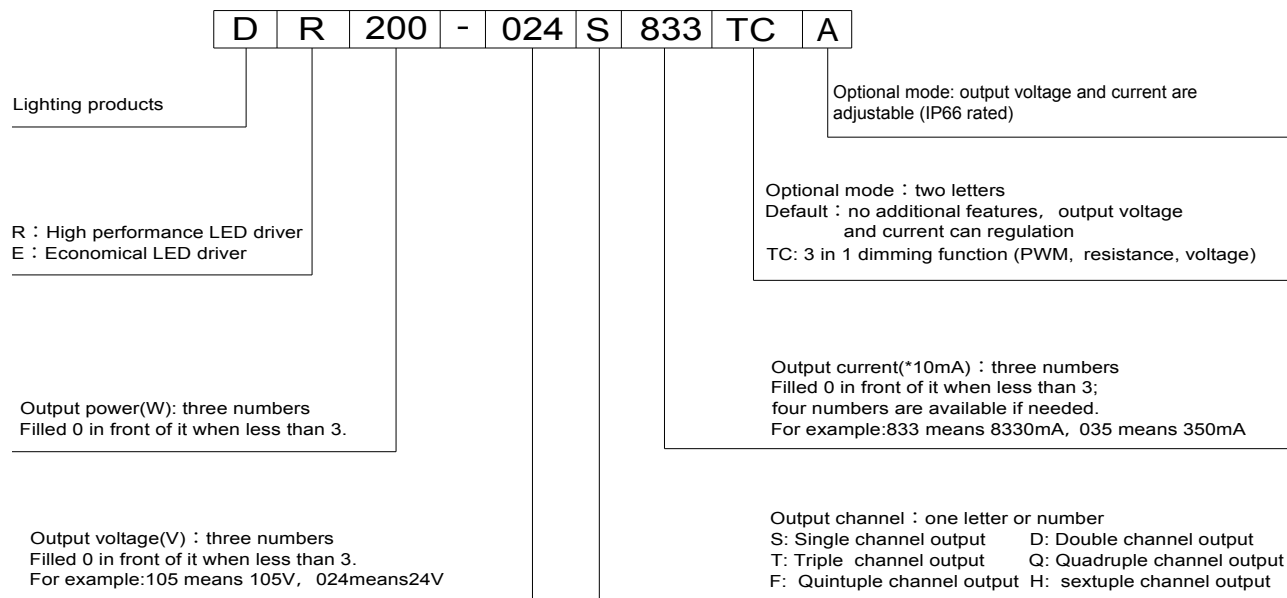 D R 200 - 024 S 833 TC A
Lighting products
Optional mode: output voltage and current are
adjustable (IP66 rated)
Optional mode：two letters
Default：no additional features, output voltage
and current can regulation
TC: 3 in 1 dimming function (PWM, resistance, voltage)
R：High performance LED driver
E：Economical LED driver
Output current(*10mA)：three numbers
Filled 0 in front of it when less than 3;
four numbers are available if needed.
For example:833 means 8330mA, 035 means 350mA
Output power(W): three numbers
Filled 0 in front of it when less than 3.
Output voltage(V)：three numbers
Filled 0 in front of it when less than 3.
For example:105 means 105V, 024means24V
Output channel：one letter or number
S: Single channel output D: Double channel output
T: Triple channel output Q: Quadruple channel output
F: Quintuple channel output H: sextuple channel output